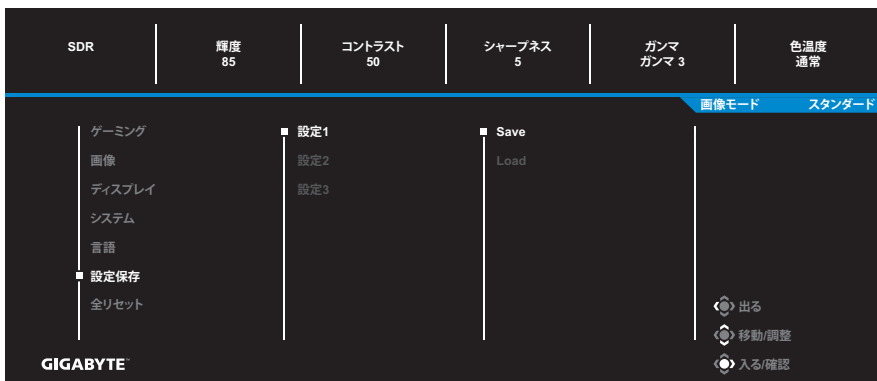 SDR
輝度
85
コントラスト
50
シャープネス
5
ガンマ
ガンマ 3
色温度
通常
画像モード スタンダード
ゲーミング
画像
ディスプレイ
システム
言語
設定保存
全リセット
設定1
設定2
設定3
Save
Load
出る
移動/調整
入る/確認
GIGABYTE™